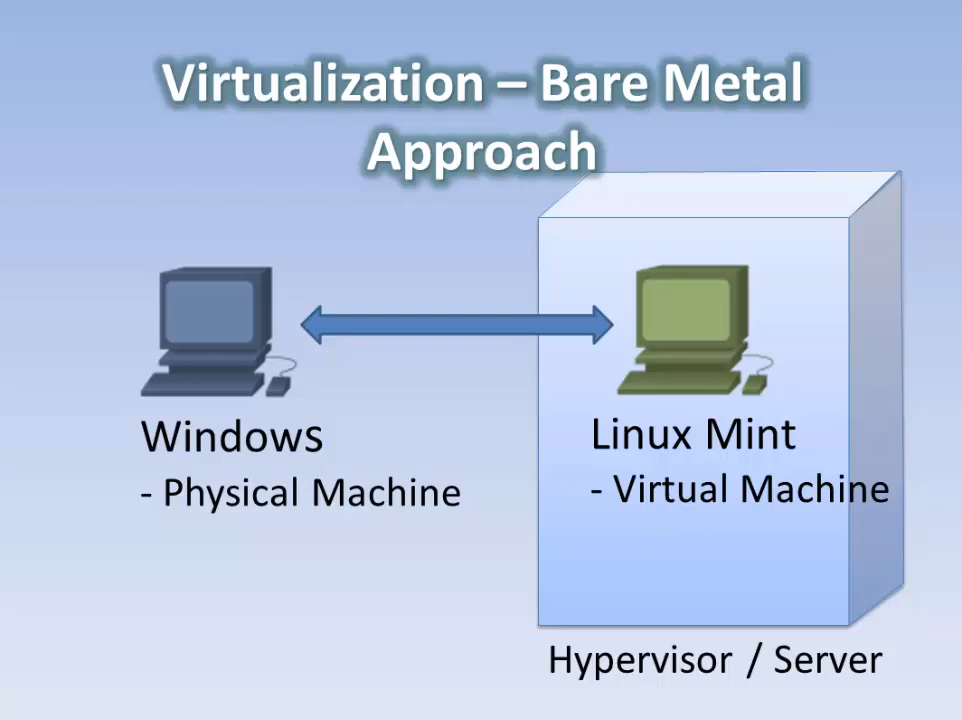 Virtualization – Bare Metal
Approach
Windows
- Physical Machine
Linux Mint
- Virtual Machine
Hypervisor / Server